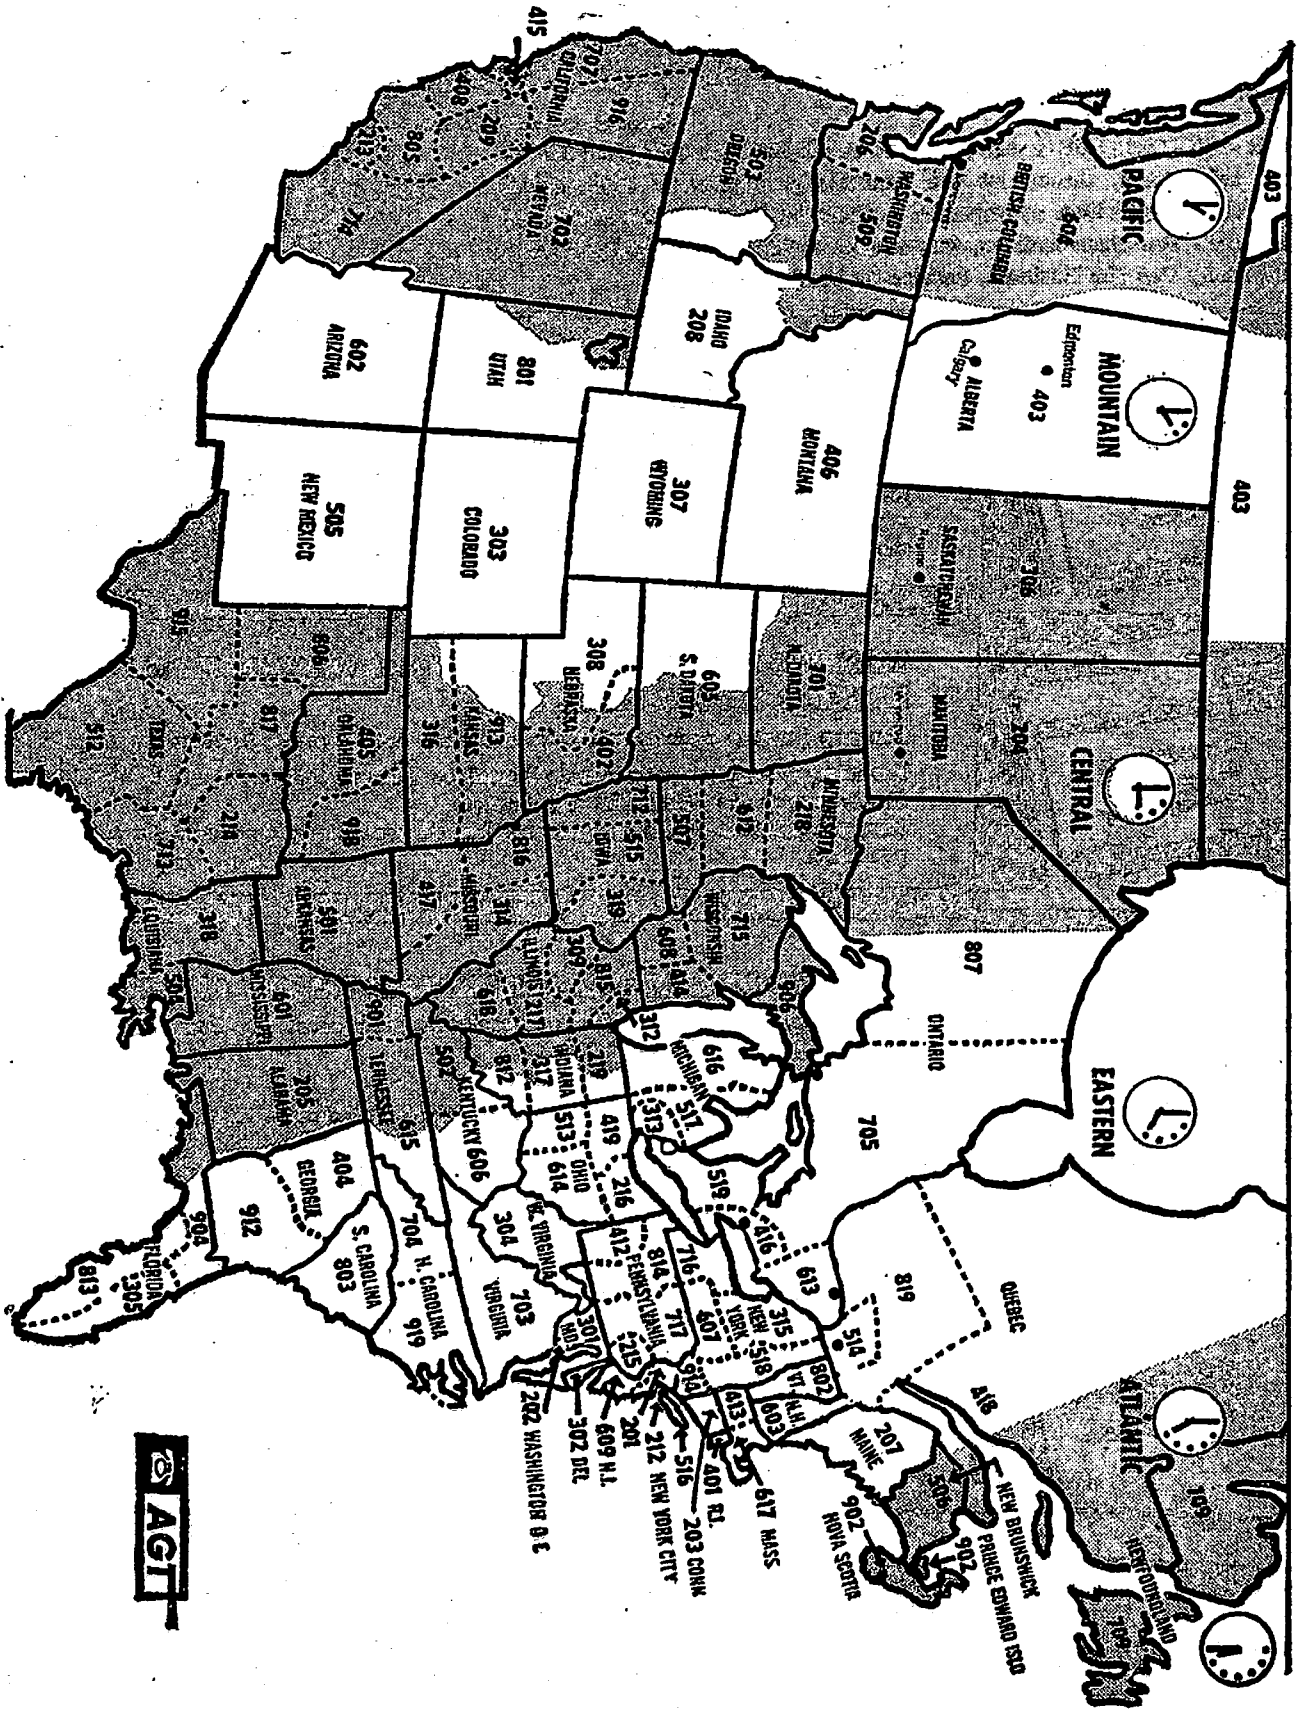 403
403
PACIFIC
MOUNTAIN
CENTRAL
EASTERN
ATLANTIC
604
BRITISH COLUMBIA
Edmonton
403
Calgary
ALBERTA
306
SASKATCHEWAN
204
MANITOBA
807
ONTARIO
705
519
416
613
819
QUEBEC
514
418
709
NEWFOUNDLAND
709
NEW BRUNSWICK
506
PRINCE EDWARD ISLD
902
902
NOVA SCOTIA
206
WASHINGTON
509
503
OREGON
IDAHO
208
406
MONTANA
701
N. DAKOTA
605
S. DAKOTA
218
MINNESOTA
612
507
715
WISCONSIN
608
414
906
616
MICHIGAN
517
313
307
WYOMING
308
NEBRASKA
402
712
515
IOWA
319
415
707
CALIFORNIA
916
408
209
805
213
714
702
NEVADA
801
UTAH
303
COLORADO
913
KANSAS
316
816
MISSOURI
314
417
309
815
312
ILLINOIS
217
618
219
INDIANA
317
812
419
216
OHIO
513
614
602
ARIZONA
505
NEW MEXICO
806
915
817
TEXAS
512
214
713
405
OKLAHOMA
918
501
ARKANSAS
318
LOUISIANA
504
601
MISSISSIPPI
205
ALABAMA
901
TENNESSEE
615
502
KENTUCKY 606
404
GEORGIA
912
904
FLORIDA
305
813
S. CAROLINA
803
704
N. CAROLINA
919
W. VIRGINIA
304
703
VIRGINIA
412
814
PENNSYLVANIA
717
215
716
607
NEW
YORK
315
518
914
802
VT.
N.H.
603
413
207
MAINE
301
MD.
617 MASS
401 R.I.
203 CONN
516
212 NEW YORK CITY
201
609 N.J.
302 DEL
202 WASHINGTON D.C
AGT